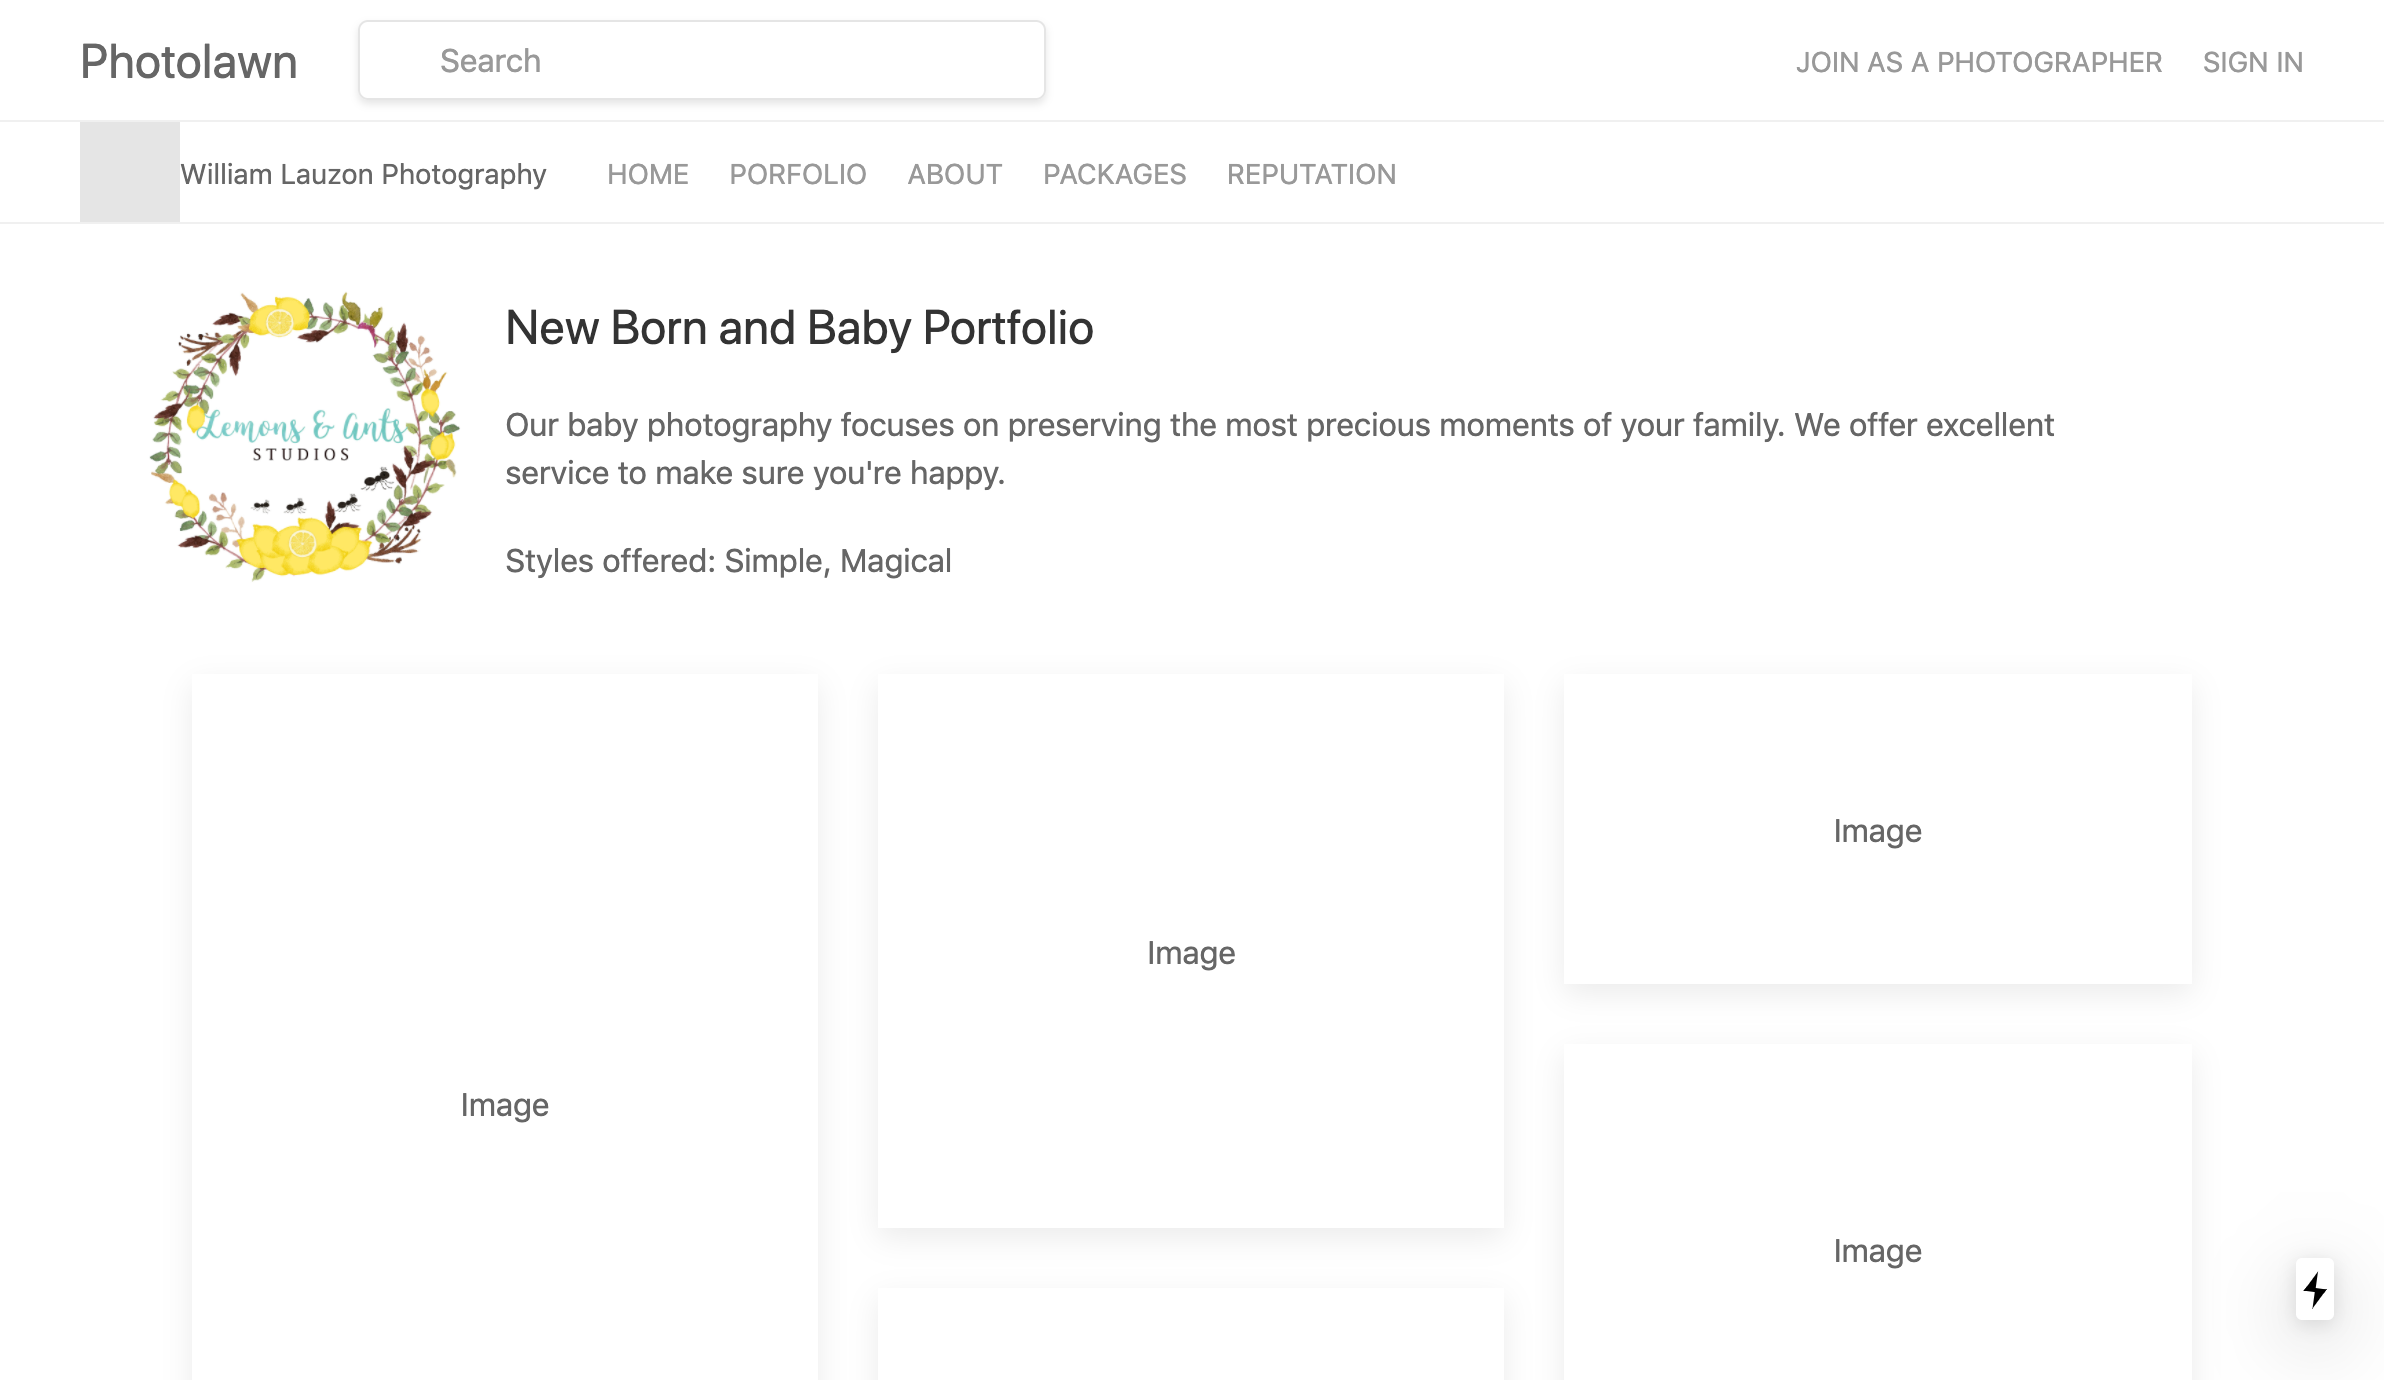 Photolawn
Search
JOIN AS A PHOTOGRAPHER
SIGN IN
William Lauzon Photography
HOME
PORFOLIO
ABOUT
PACKAGES
REPUTATION
Lemons & Ants
STUDIOS
New Born and Baby Portfolio
Our baby photography focuses on preserving the most precious moments of your family. We offer excellent
service to make sure you're happy.
Styles offered: Simple, Magical
Image
Image
Image
Image